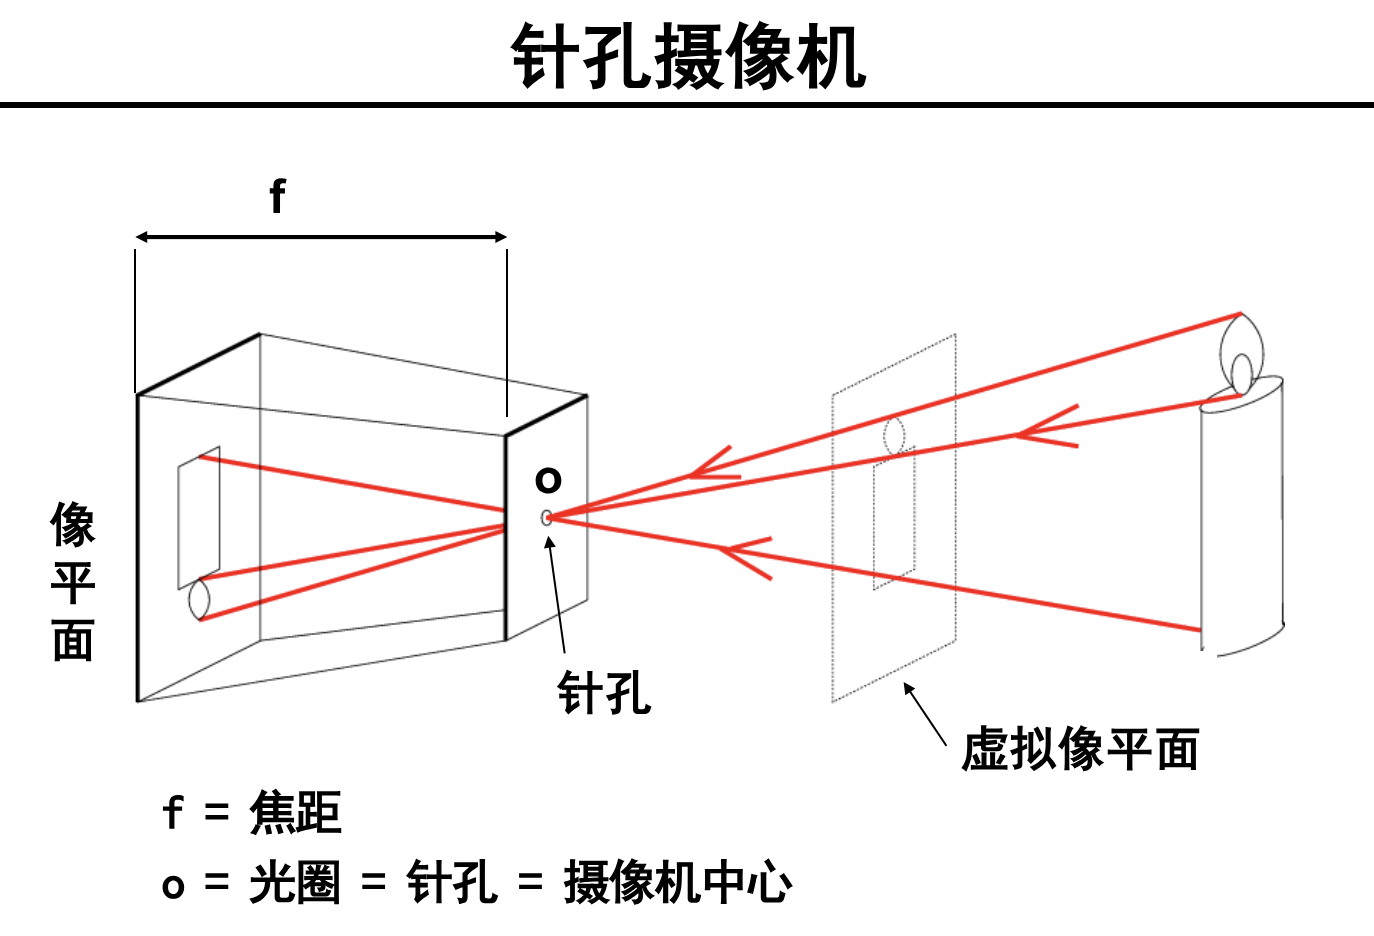 针孔摄像机
f
o
像
平
面
针孔
虚拟像平面
f = 焦距
o = 光圈 = 针孔 = 摄像机中心